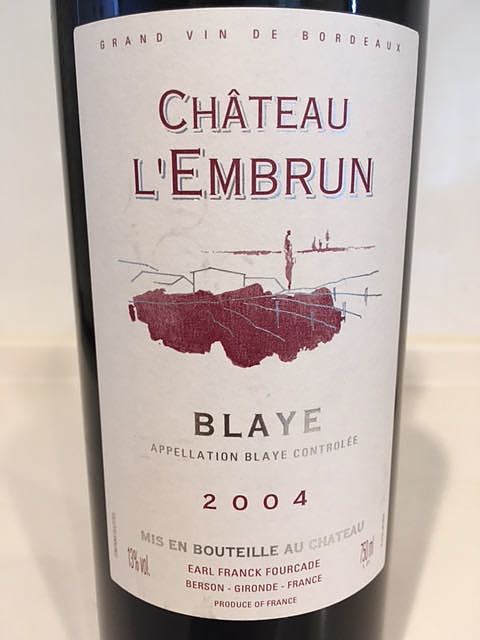 GRAND VIN DE BORDEAUX
CHÂTEAU
L'EMBRUN
BLAYE
APPELLATION BLAYE CONTROLÉE
2004
MIS EN BOUTEILLE AU CHATEAU
13% vol.
750 ml
EARL FRANCK FOURCADE
BERSON - GIRONDE - FRANCE
PRODUCE OF FRANCE